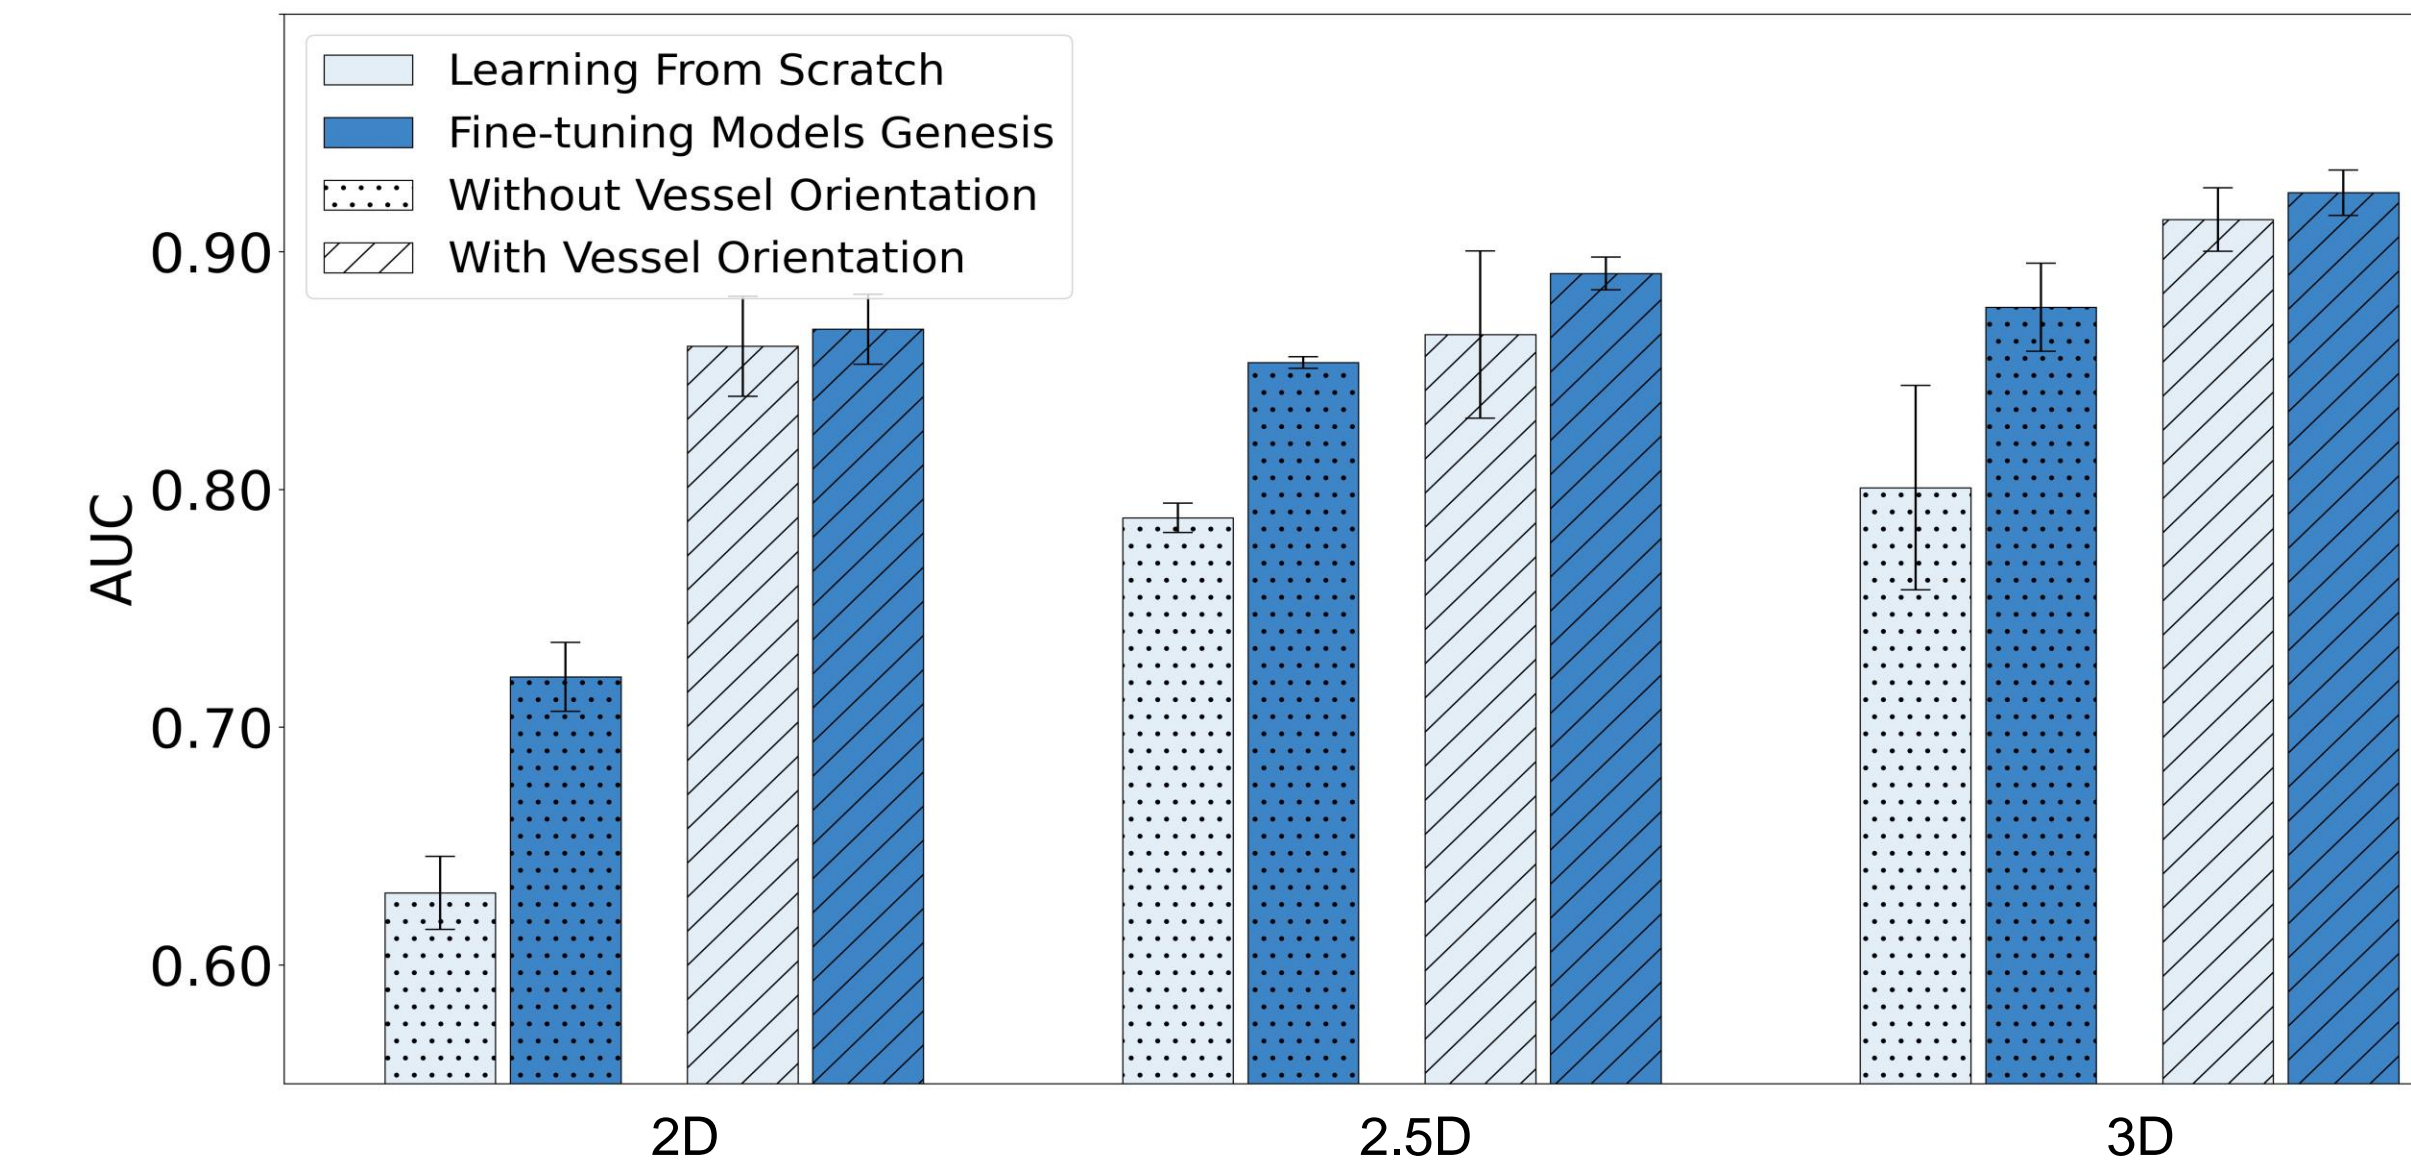 Learning From Scratch
Fine-tuning Models Genesis
Without Vessel Orientation
With Vessel Orientation
0.90
0.80
0.70
0.60
AUC
2D
2.5D
3D